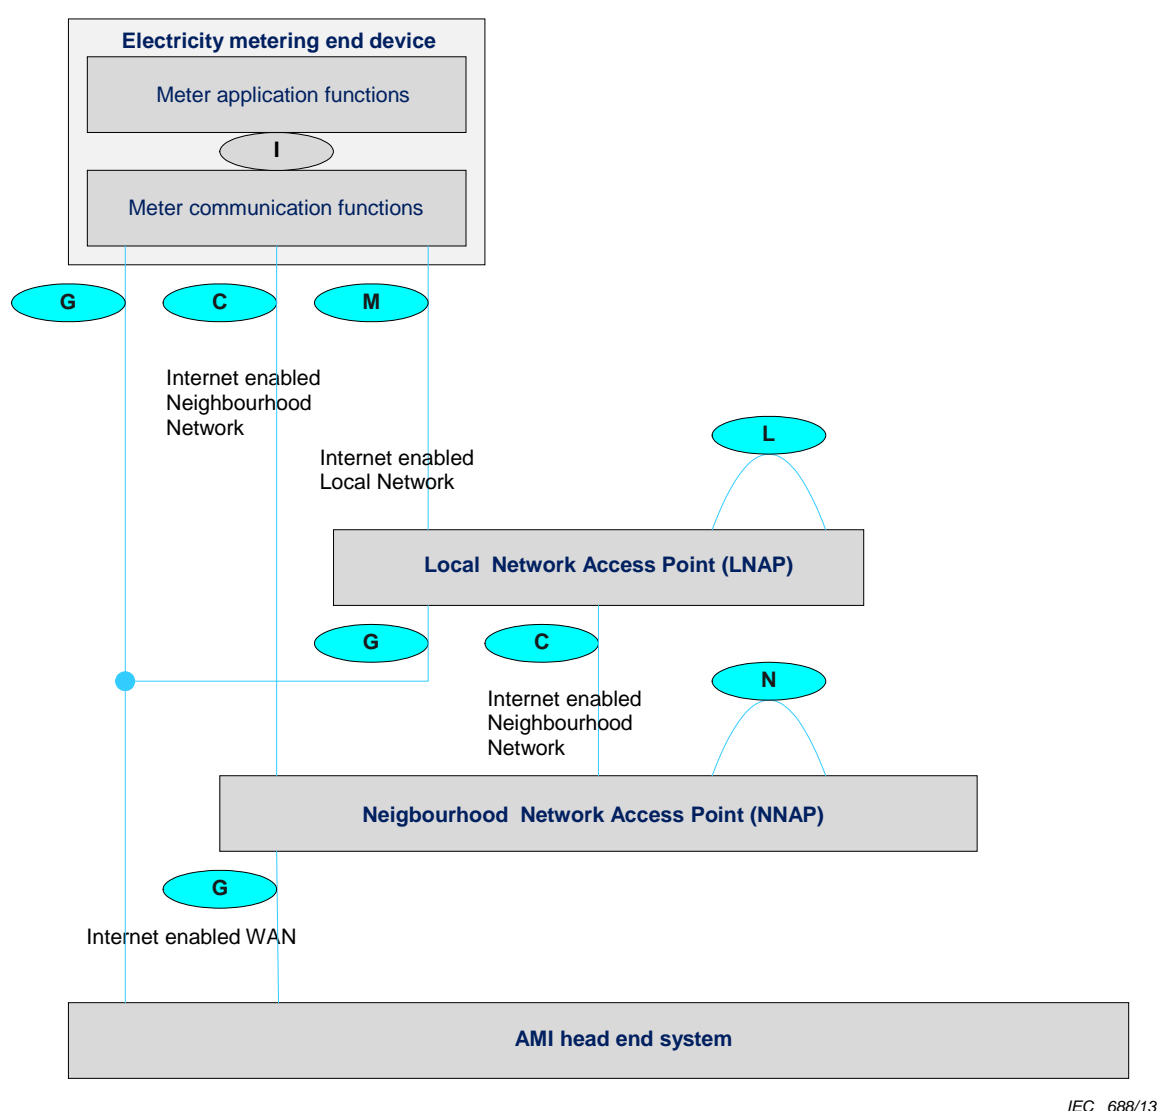 Electricity metering end device
Meter application functions
I
Meter communication functions
G
C
M
Internet enabled
Neighbourhood
Network
L
Internet enabled
Local Network
Local Network Access Point (LNAP)
G
C
N
Internet enabled
Neighbourhood
Network
Neigbourhood Network Access Point (NNAP)
G
Internet enabled WAN
AMI head end system
IEC 688/13